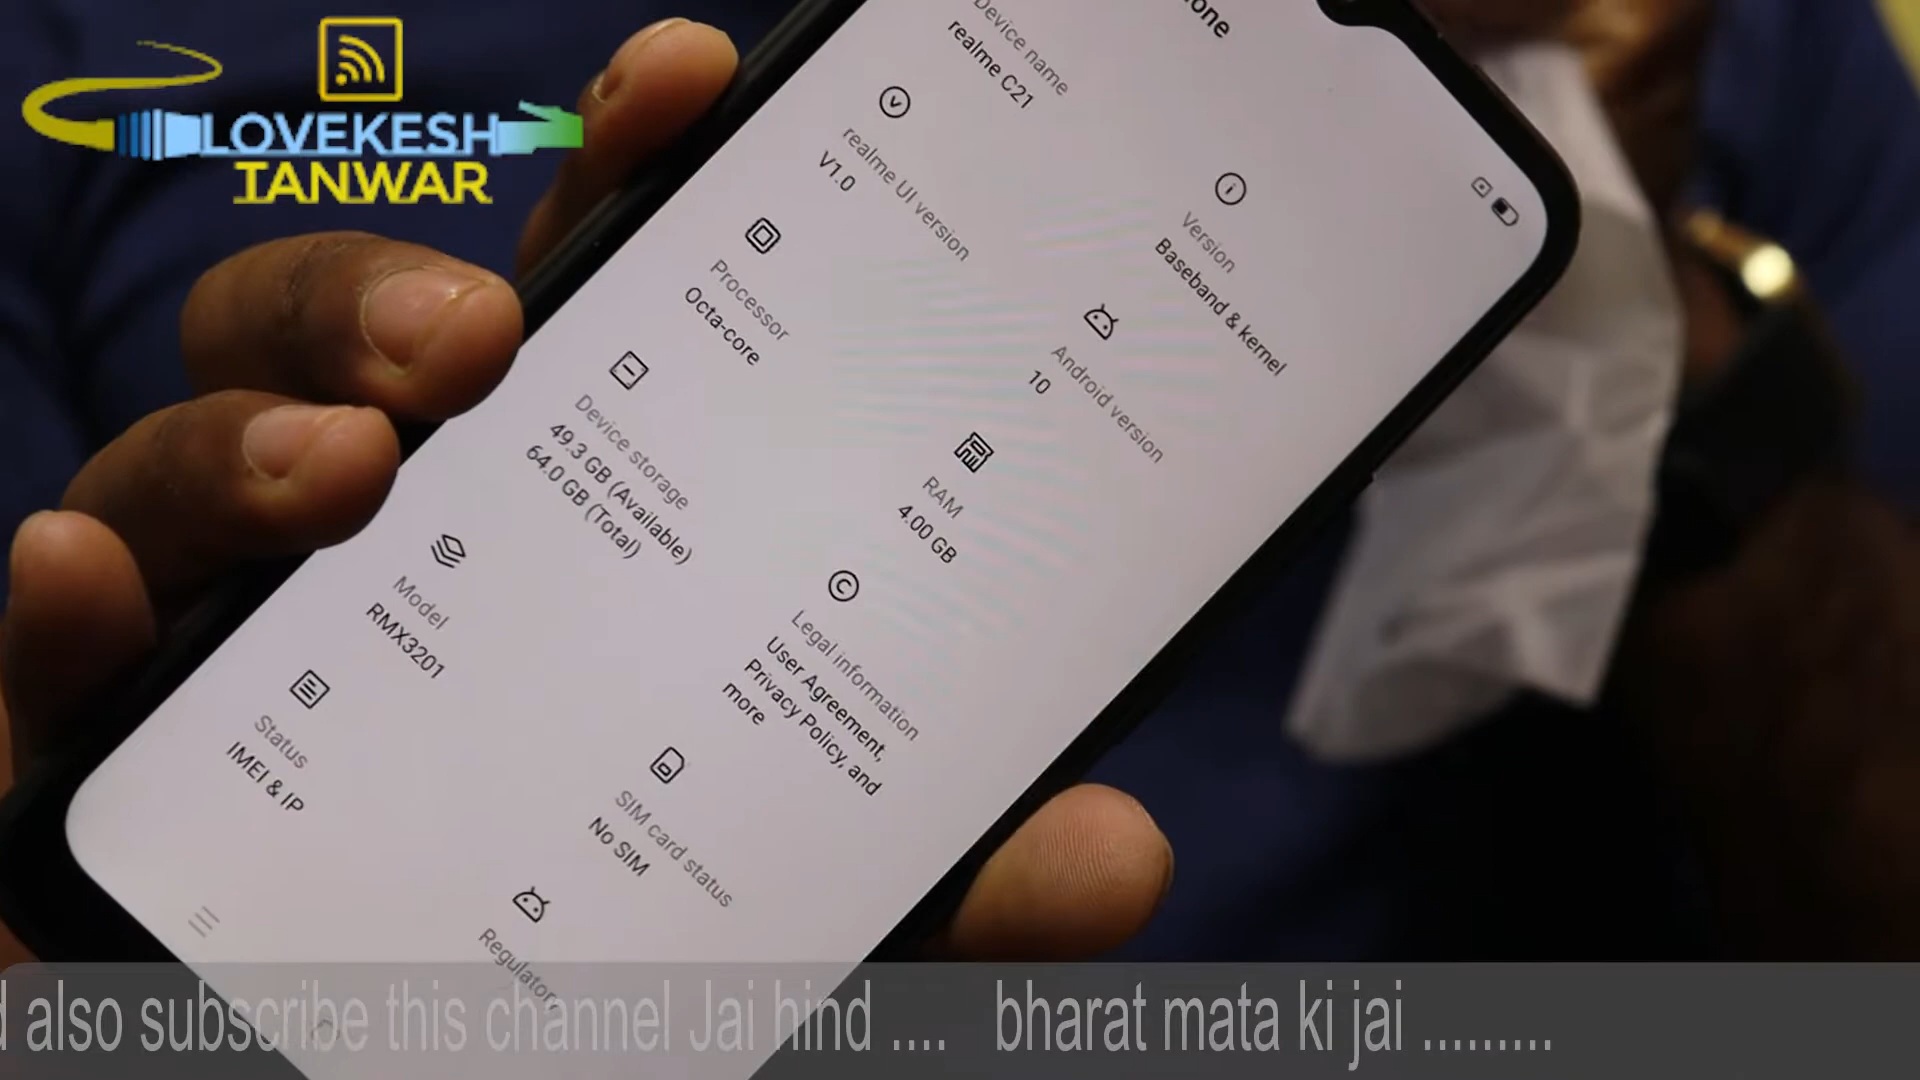 LOVEKESH
TANWAR
Device name
realme C21
realme UI version
V1.0
Version
Baseband & kernel
Processor
Octa-core
Android version
10
Device storage
49.3 GB (Available)
64.0 GB (Total)
RAM
4.00 GB
Model
RMX3201
Legal information
User Agreement,
Privacy Policy, and
more
Status
IMEI & IP
SIM card status
No SIM
Regulatory
also subscribe this channel Jai hind .... bharat mata ki jai .........